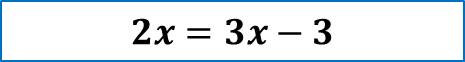 2x = 3x − 3